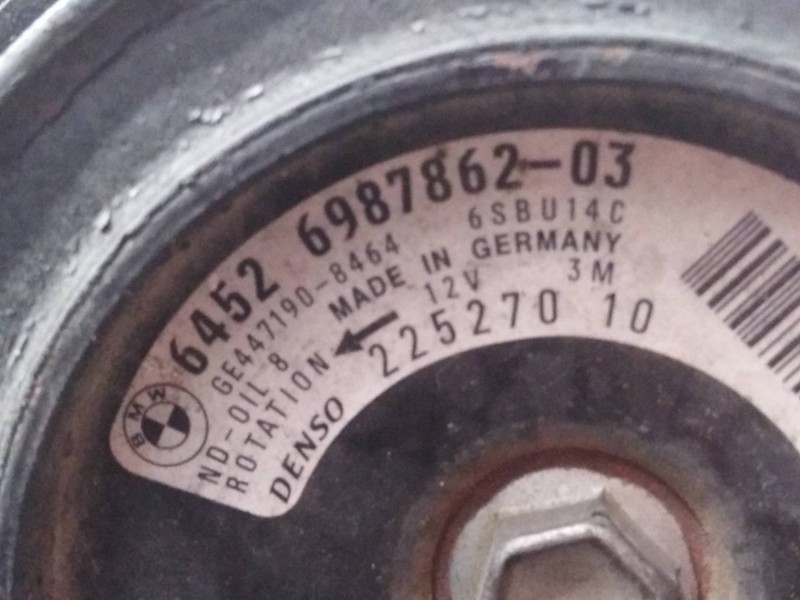 BMW
6452 6987862-03
GE447190-8464 6SBU14C
ND-OIL 8 MADE IN GERMANY
ROTATION 12V 3M
DENSO 225270 10